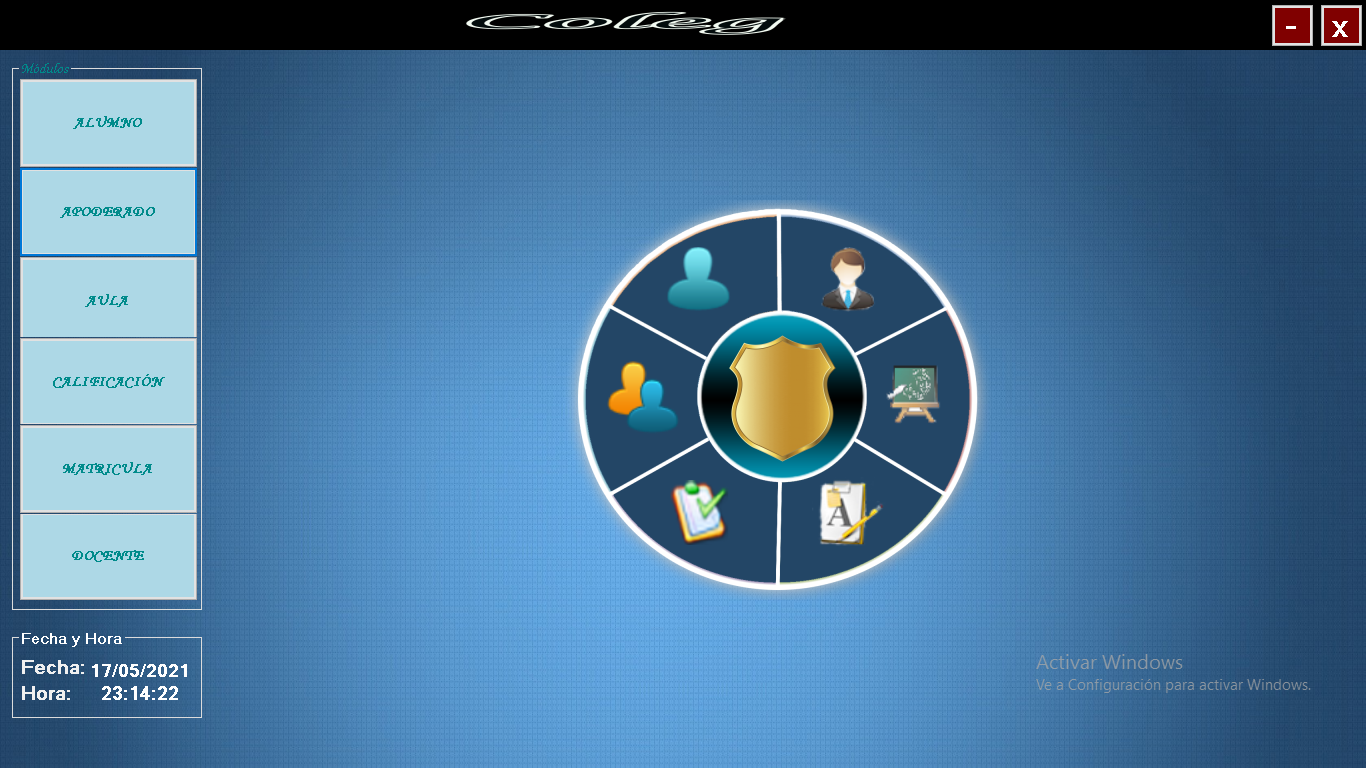 Coleg
-
X
Módulos
ALUMNO
APODERADO
AULA
CALIFICACIÓN
MATRICULA
DOCENTE
A
Fecha y Hora
Fecha: 17/05/2021
Hora: 23:14:22
Activar Windows
Ve a Configuración para activar Windows.